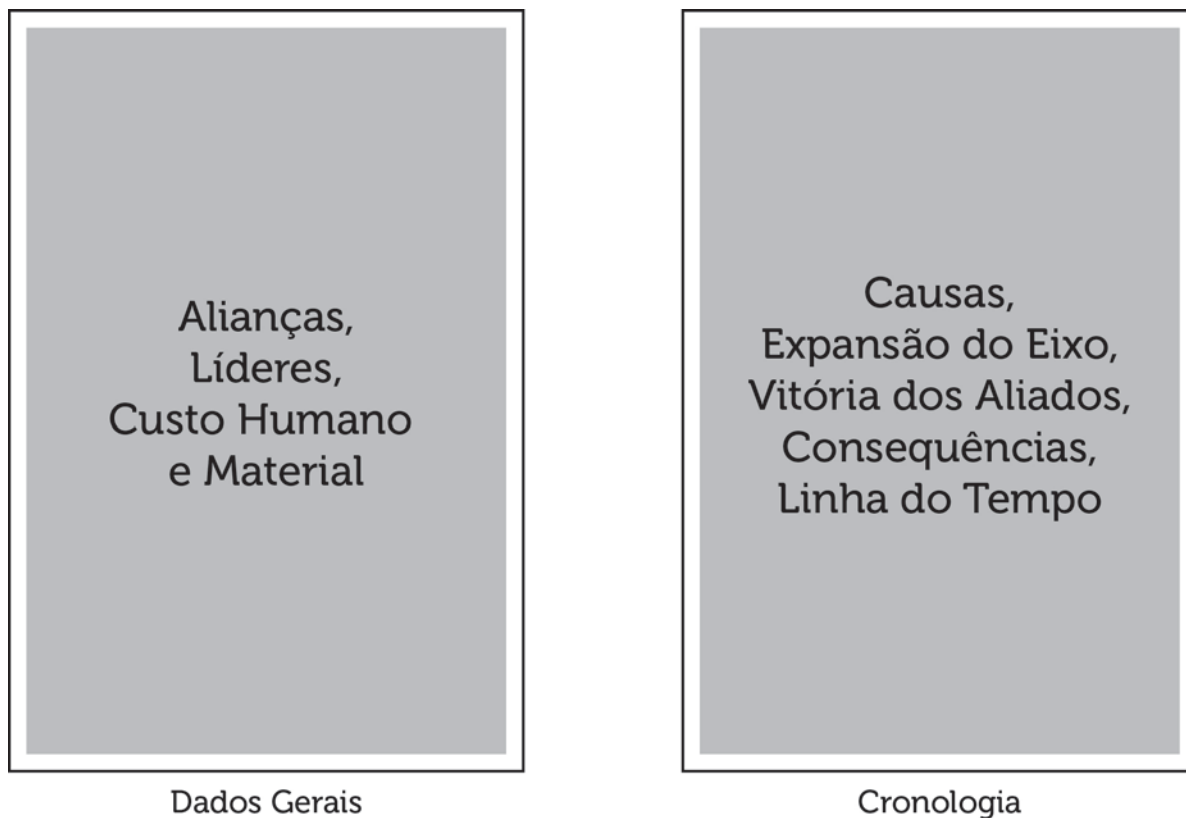 Alianças,
Líderes,
Custo Humano
e Material
Dados Gerais
Causas,
Expansão do Eixo,
Vitória dos Aliados,
Consequências,
Linha do Tempo
Cronologia